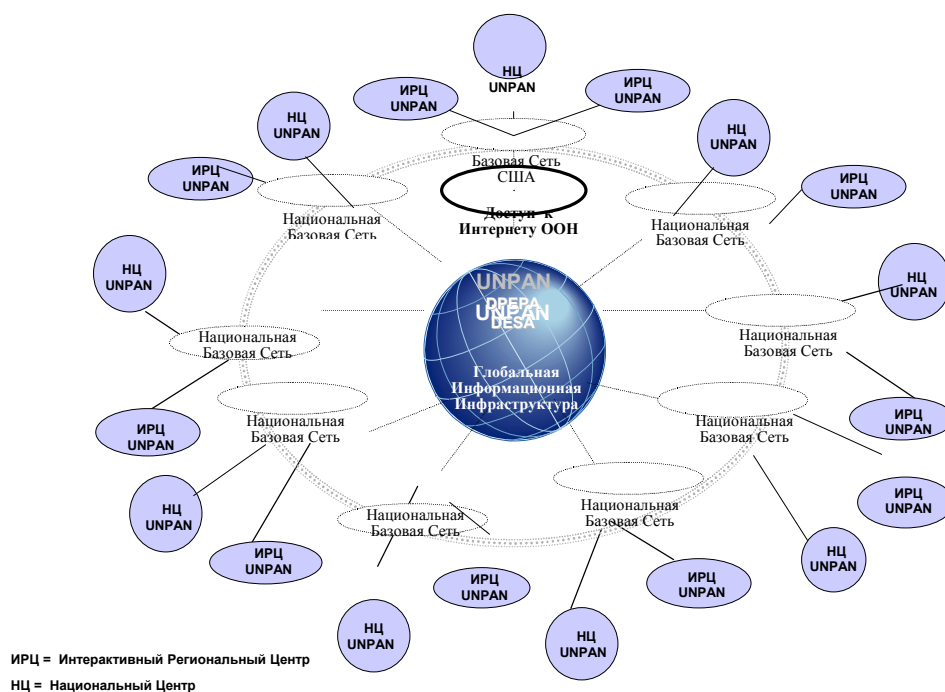 НЦ
UNPAN
ИРЦ
UNPAN
ИРЦ
UNPAN
НЦ
UNPAN
НЦ
UNPAN
ИРЦ
UNPAN
ИРЦ
UNPAN
Базовая Сеть
США
Национальная
Базовая Сеть
Национальная
Базовая Сеть
Доступ к
Интернету ООН
НЦ
UNPAN
НЦ
UNPAN
UNPAN
DPEPA
UNPAN
DESA
Национальная
Базовая Сеть
Национальная
Базовая Сеть
Глобальная
Информационная
Инфраструктура
ИРЦ
UNPAN
ИРЦ
UNPAN
Национальная
Базовая Сеть
Национальная
Базовая Сеть
НЦ
UNPAN
ИРЦ
UNPAN
Национальная
Базовая Сеть
Национальная
Базовая Сеть
ИРЦ
UNPAN
НЦ
UNPAN
ИРЦ
UNPAN
ИРЦ
UNPAN
НЦ
UNPAN
НЦ
UNPAN
ИРЦ = Интерактивный Региональный Центр
НЦ = Национальный Центр